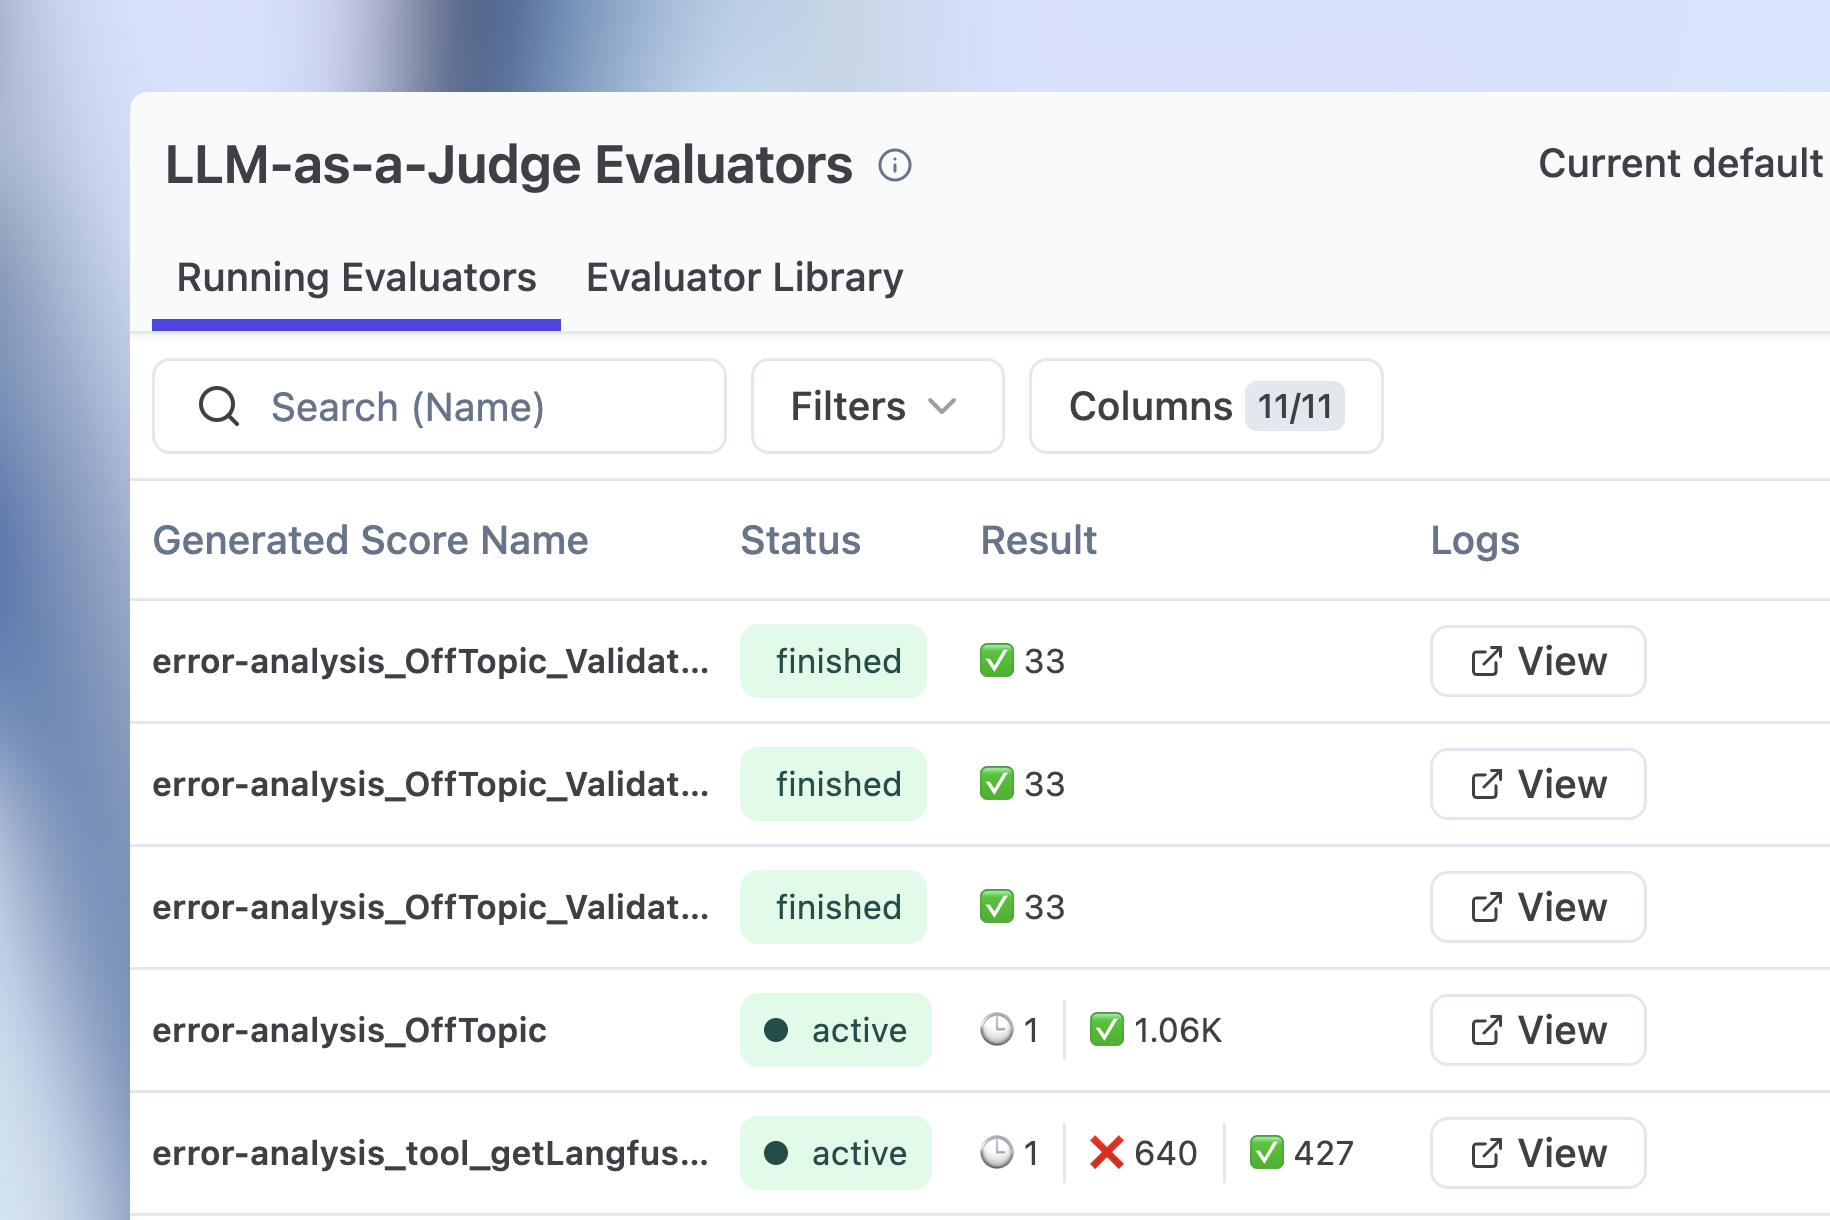 LLM-as-a-Judge Evaluators
Current default
Running Evaluators Evaluator Library
Search (Name) Filters Columns 11/11
Generated Score Name Status Result Logs
error-analysis_OffTopic_Validat... finished ✅ 33 View
error-analysis_OffTopic_Validat... finished ✅ 33 View
error-analysis_OffTopic_Validat... finished ✅ 33 View
error-analysis_OffTopic active 🕒 1 ✅ 1.06K View
error-analysis_tool_getLangfus... active 🕒 1 ❌ 640 ✅ 427 View